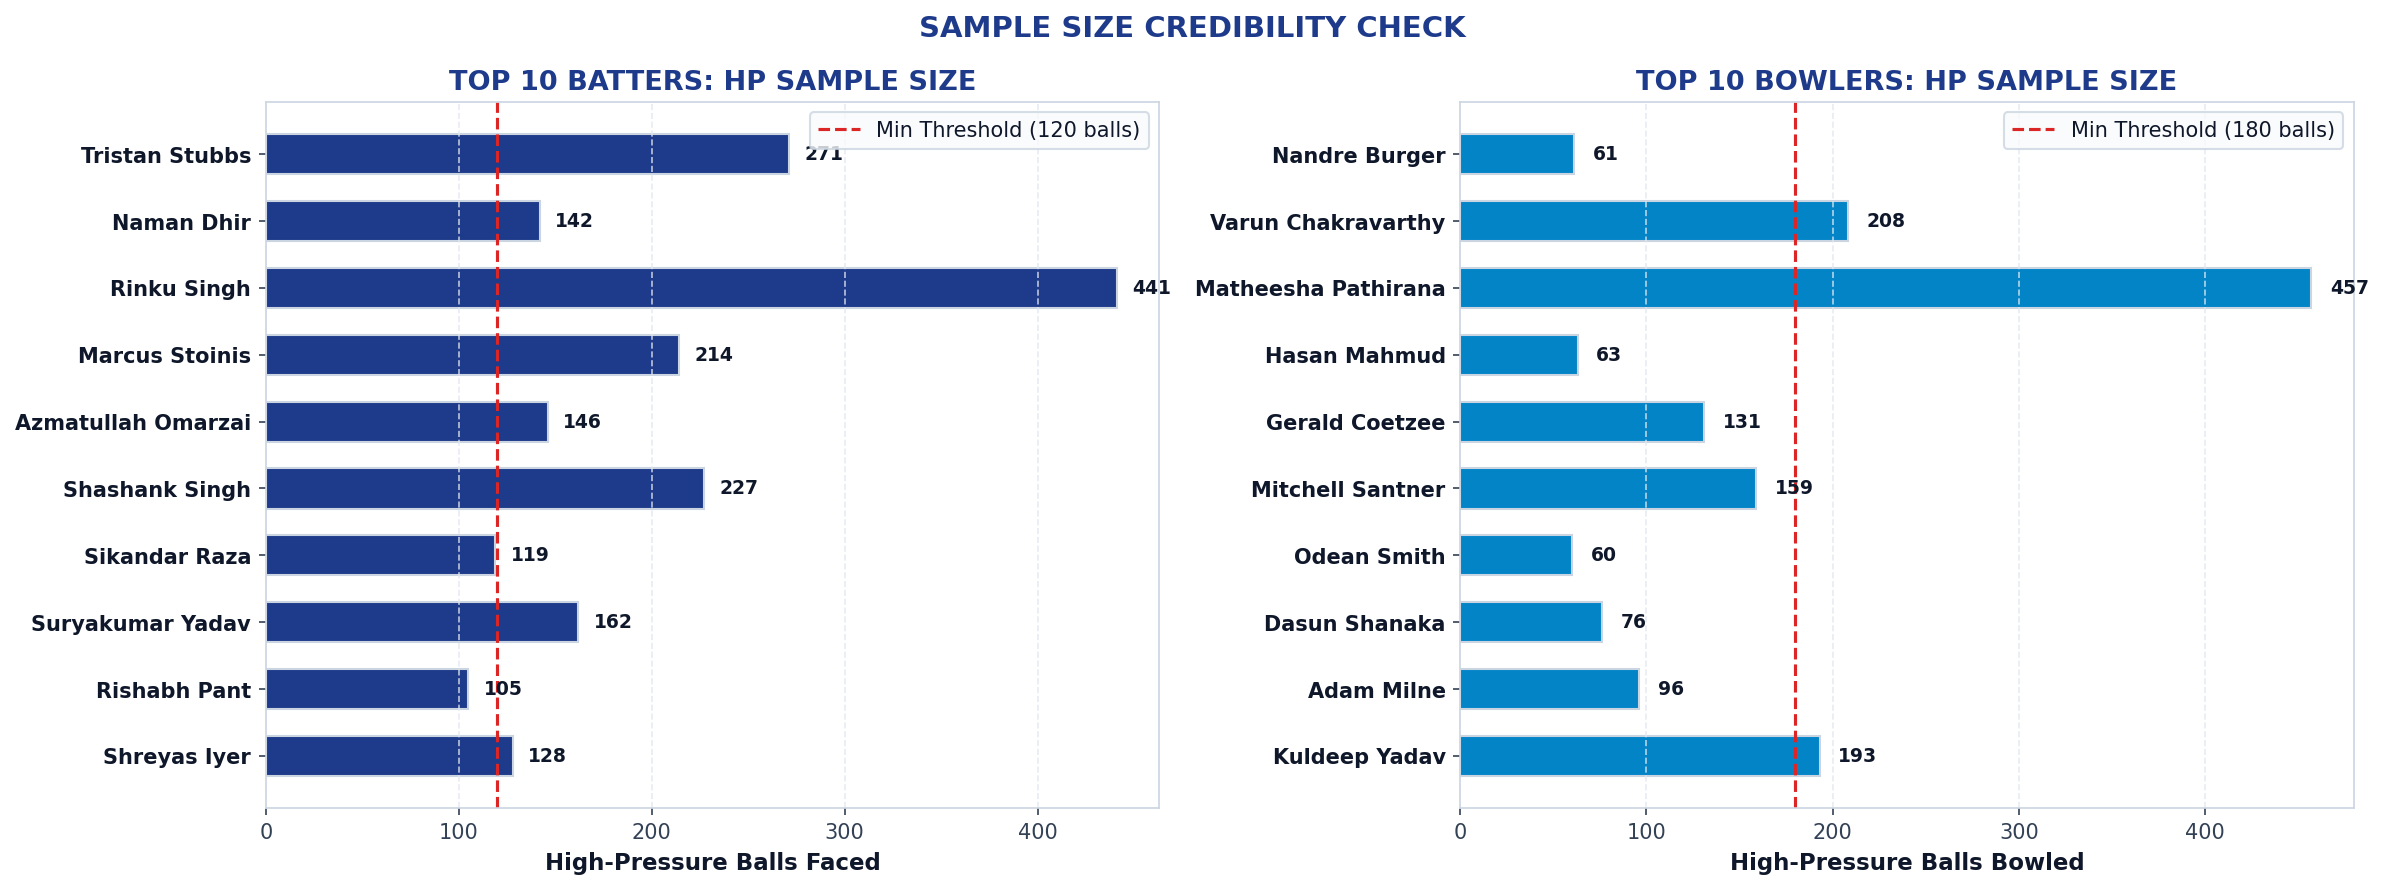 SAMPLE SIZE CREDIBILITY CHECK
TOP 10 BATTERS: HP SAMPLE SIZE
Min Threshold (120 balls)
Tristan Stubbs 271
Naman Dhir 142
Rinku Singh 441
Marcus Stoinis 214
Azmatullah Omarzai 146
Shashank Singh 227
Sikandar Raza 119
Suryakumar Yadav 162
Rishabh Pant 105
Shreyas Iyer 128
0 100 200 300 400
High-Pressure Balls Faced
TOP 10 BOWLERS: HP SAMPLE SIZE
Min Threshold (180 balls)
Nandre Burger 61
Varun Chakravarthy 208
Matheesha Pathirana 457
Hasan Mahmud 63
Gerald Coetzee 131
Mitchell Santner 159
Odean Smith 60
Dasun Shanaka 76
Adam Milne 96
Kuldeep Yadav 193
0 100 200 300 400
High-Pressure Balls Bowled